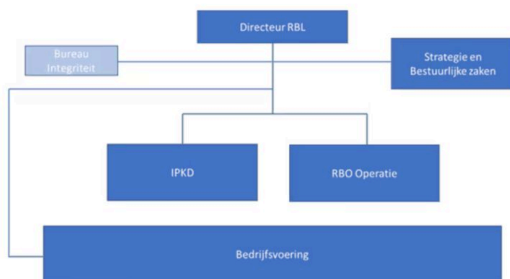 Directeur RBL
Bureau
Integriteit
Strategie en
Bestuurlijke zaken
IPKD
RBO Operatie
Bedrijfsvoering